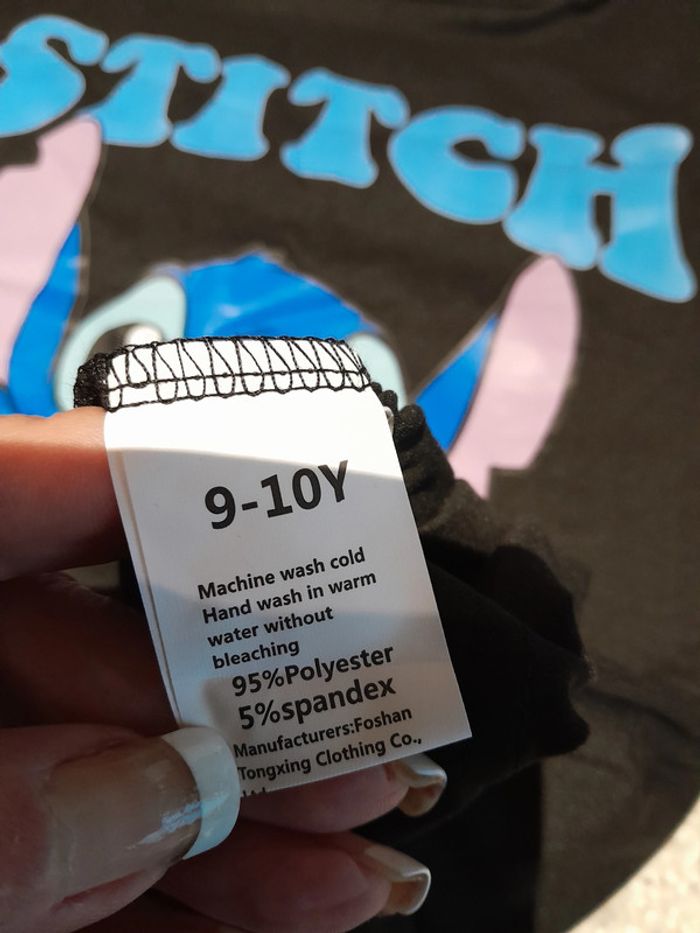 STITCH
9-10Y
Machine wash cold
Hand wash in warm
water without
bleaching
95%Polyester
5%spandex
Manufacturers:Foshan
Tongxing Clothing Co.,